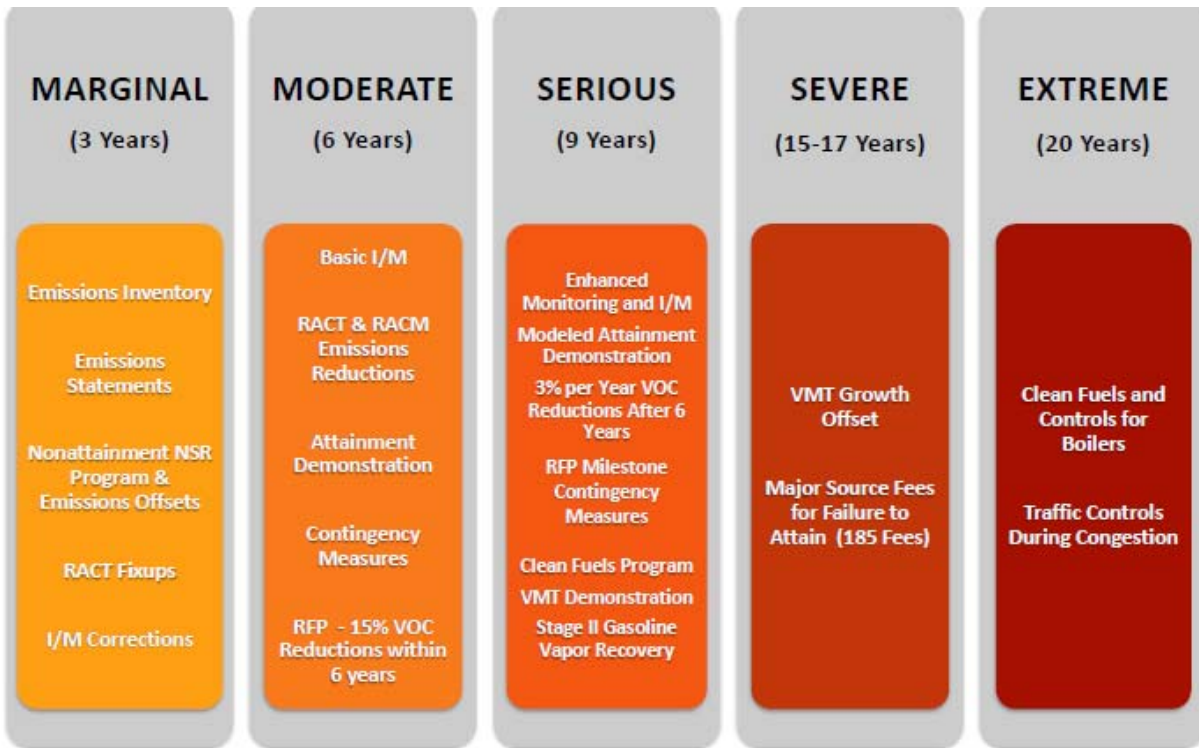 MARGINAL
(3 Years)
Emissions Inventory
Emissions
Statements
Nonattainment NSR
Program &
Emissions Offsets
RACT Fixups
I/M Corrections
MODERATE
(6 Years)
Basic I/M
RACT & RACM
Emissions
Reductions
Attainment
Demonstration
Contingency
Measures
RFP - 15% VOC
Reductions within
6 years
SERIOUS
(9 Years)
Enhanced
Monitoring and I/M
Modeled Attainment
Demonstration
3% per Year VOC
Reductions After 6
Years
RFP Milestone
Contingency
Measures
Clean Fuels Program
VMT Demonstration
Stage II Gasoline
Vapor Recovery
SEVERE
(15-17 Years)
VMT Growth
Offset
Major Source Fees
for Failure to
Attain (185 Fees)
EXTREME
(20 Years)
Clean Fuels and
Controls for
Boilers
Traffic Controls
During Congestion